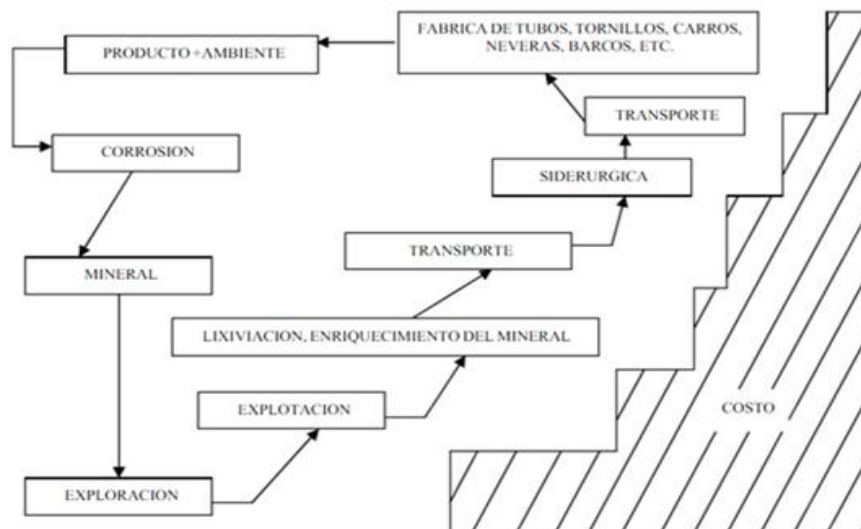 FABRICA DE TUBOS, TORNILLOS, CARROS,
NEVERAS, BARCOS, ETC.
PRODUCTO+AMBIENTE
TRANSPORTE
CORROSION
SIDERURGICA
TRANSPORTE
MINERAL
LIXIVIACION, ENRIQUECIMIENTO DEL MINERAL
EXPLOTACION
COSTO
EXPLORACION